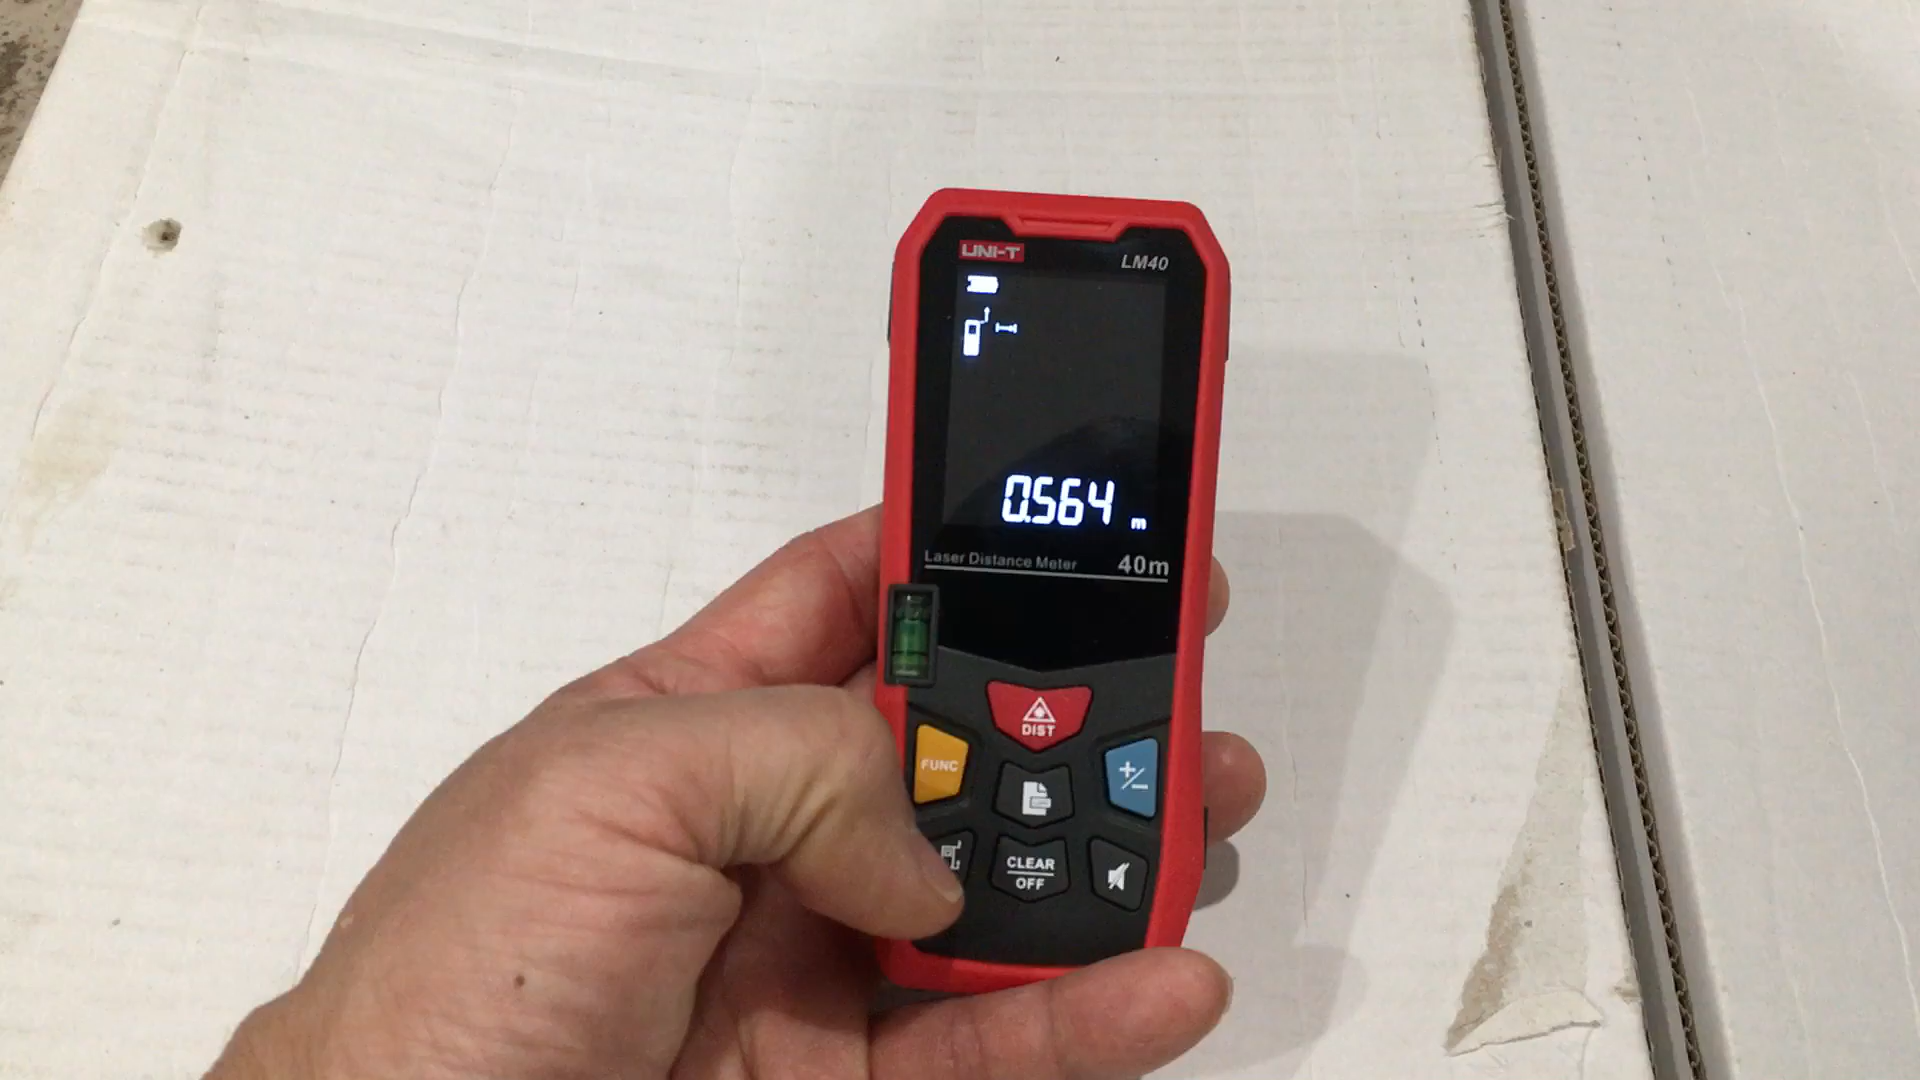 UNI-T
LM40
0.564 m
Laser Distance Meter 40m
DIST
FUNC
+/-
CLEAR
OFF